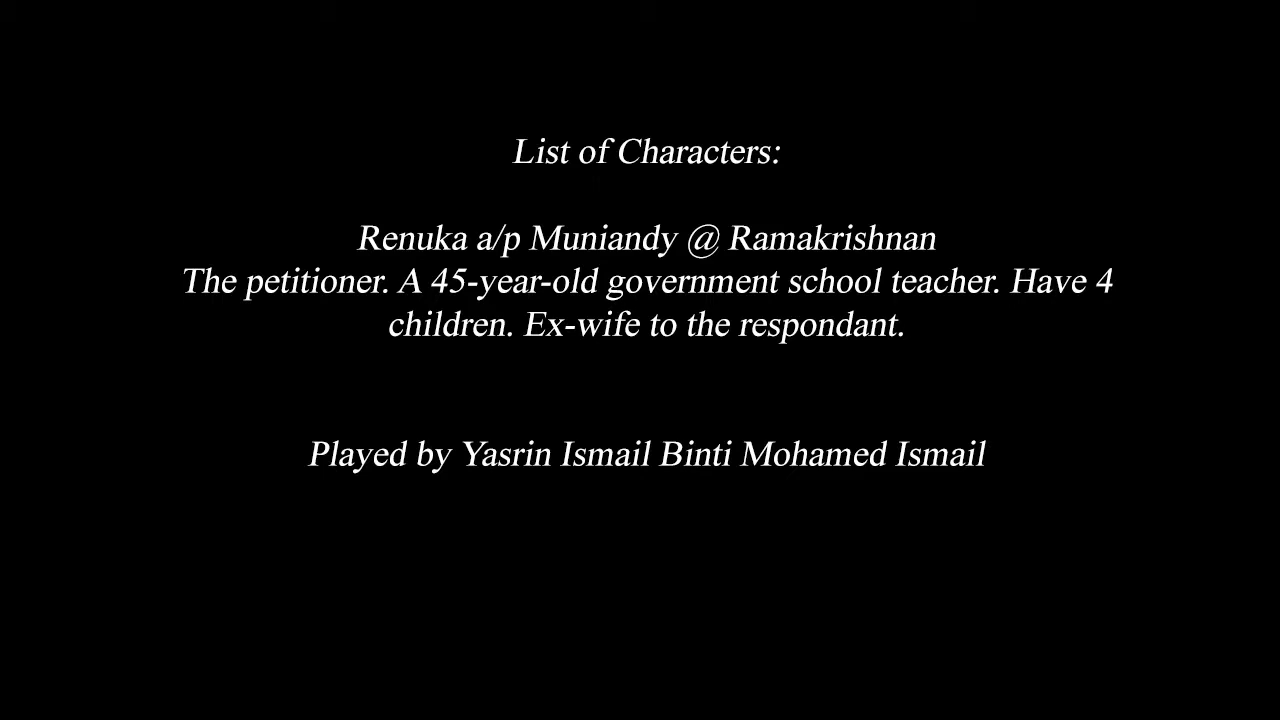 List of Characters:
Renuka a/p Muniandy @ Ramakrishnan
The petitioner. A 45-year-old government school teacher. Have 4
children. Ex-wife to the respondant.
Played by Yasrin Ismail Binti Mohamed Ismail